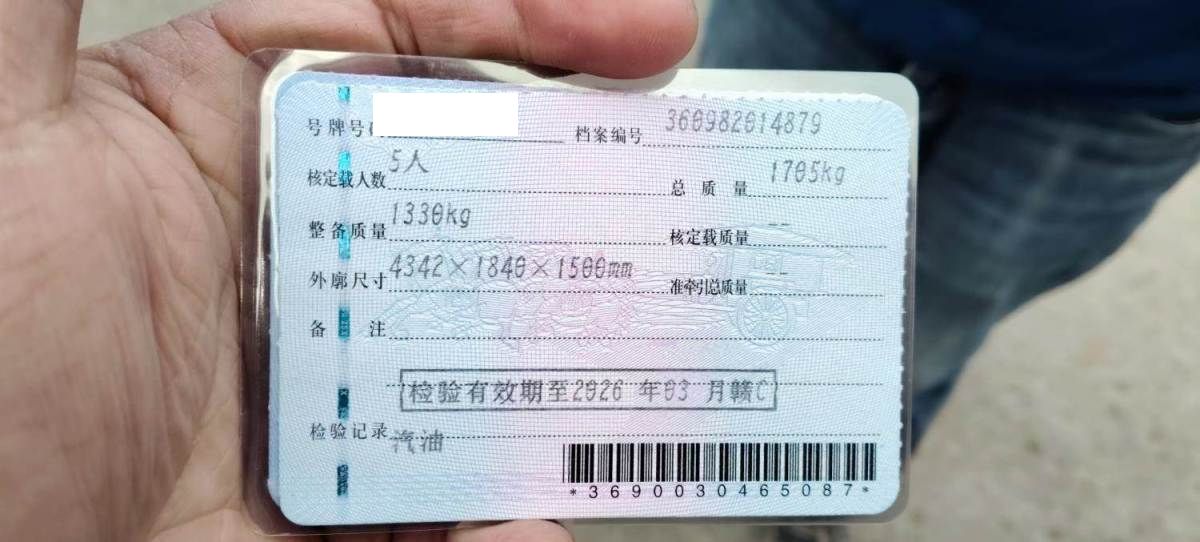 号牌号 档案编号 360982014879
核定载人数 5人 总质量 1705kg
整备质量 1330kg 核定载质量 --
外廓尺寸 4342×1840×1500mm 准牵引总质量 --
备注
检验有效期至2026 年03 月赣C
检验记录 汽油
*3690030465087*